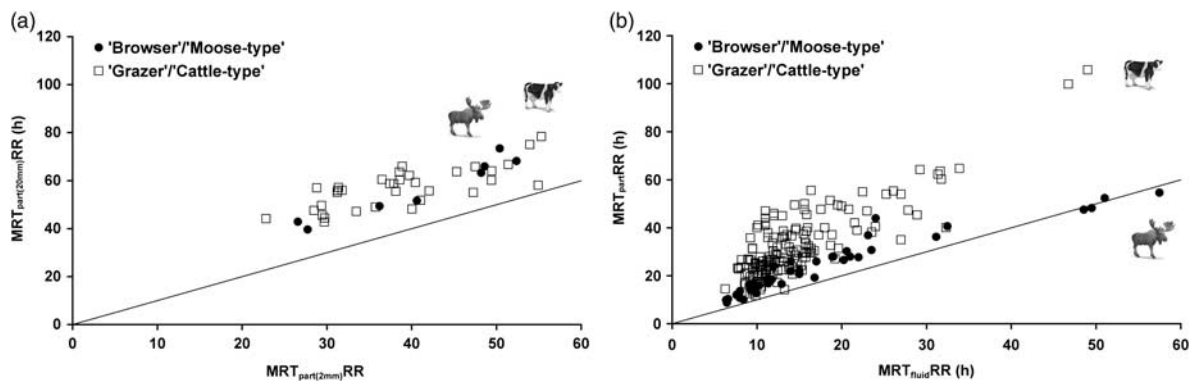 (a)
120
100
80
60
40
20
0
MRTpart(20mm)RR (h)
'Browser'/'Moose-type'
'Grazer'/'Cattle-type'
0 10 20 30 40 50 60
MRTpart(2mm)RR
(b)
120
100
80
60
40
20
0
MRTpartRR (h)
'Browser'/'Moose-type'
'Grazer'/'Cattle-type'
0 10 20 30 40 50 60
MRTfluidRR (h)